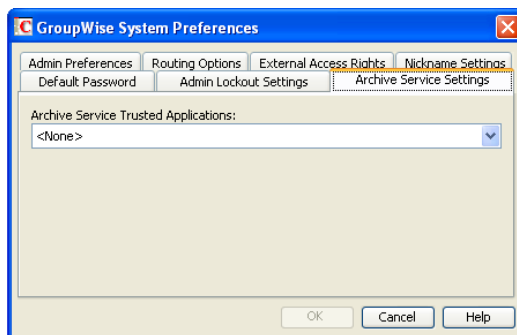 GroupWise System Preferences
Admin Preferences Routing Options External Access Rights Nickname Settings
Default Password Admin Lockout Settings Archive Service Settings
Archive Service Trusted Applications:
<None>
OK Cancel Help